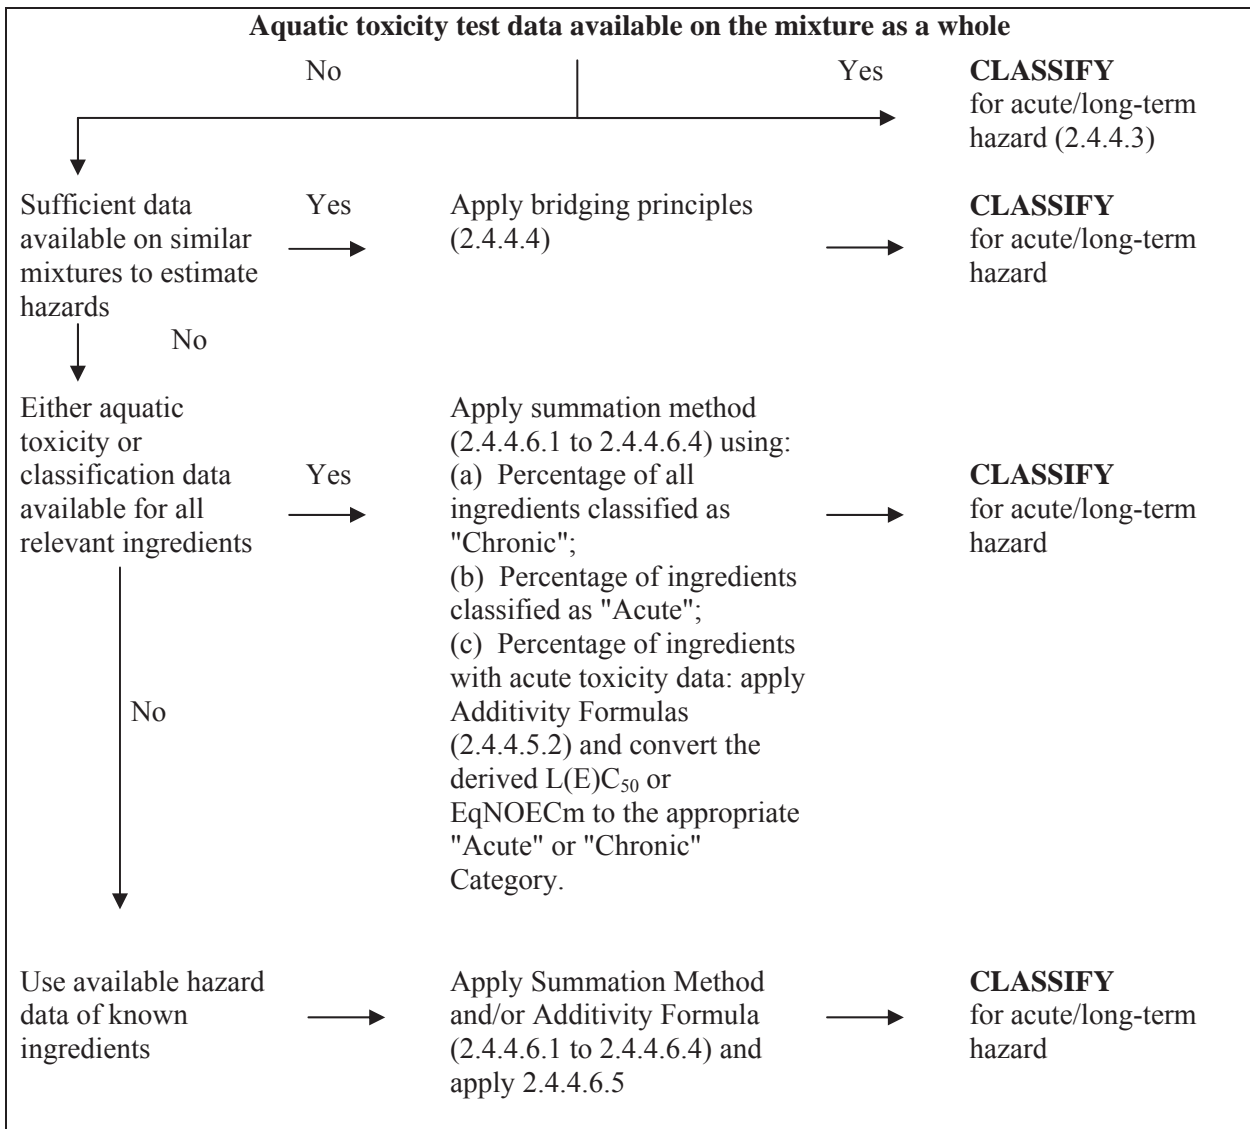 Aquatic toxicity test data available on the mixture as a whole
No
Yes
CLASSIFY
for acute/long-term
hazard (2.4.4.3)
Sufficient data
available on similar
mixtures to estimate
hazards
Yes
Apply bridging principles
(2.4.4.4)
CLASSIFY
for acute/long-term
hazard
No
Either aquatic
toxicity or
classification data
available for all
relevant ingredients
Yes
Apply summation method
(2.4.4.6.1 to 2.4.4.6.4) using:
(a) Percentage of all
ingredients classified as
"Chronic";
(b) Percentage of ingredients
classified as "Acute";
(c) Percentage of ingredients
with acute toxicity data: apply
Additivity Formulas
(2.4.4.5.2) and convert the
derived L(E)C₅₀ or
EqNOECm to the appropriate
"Acute" or "Chronic"
Category.
CLASSIFY
for acute/long-term
hazard
No
Use available hazard
data of known
ingredients
Apply Summation Method
and/or Additivity Formula
(2.4.4.6.1 to 2.4.4.6.4) and
apply 2.4.4.6.5
CLASSIFY
for acute/long-term
hazard